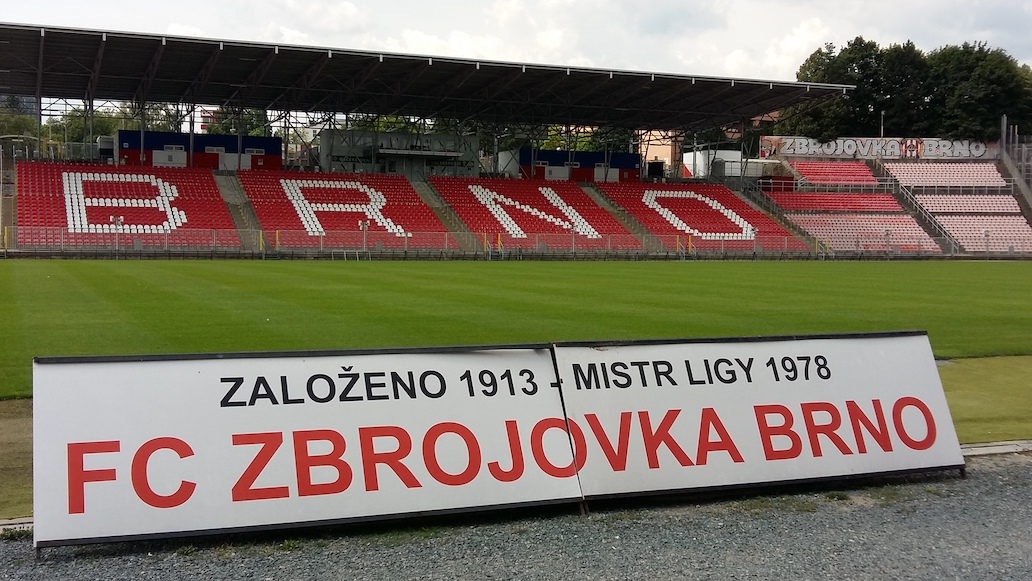 BRNO
ZBROJOVKA BRNO
ZALOŽENO 1913 - MISTR LIGY 1978
FC ZBROJOVKA BRNO